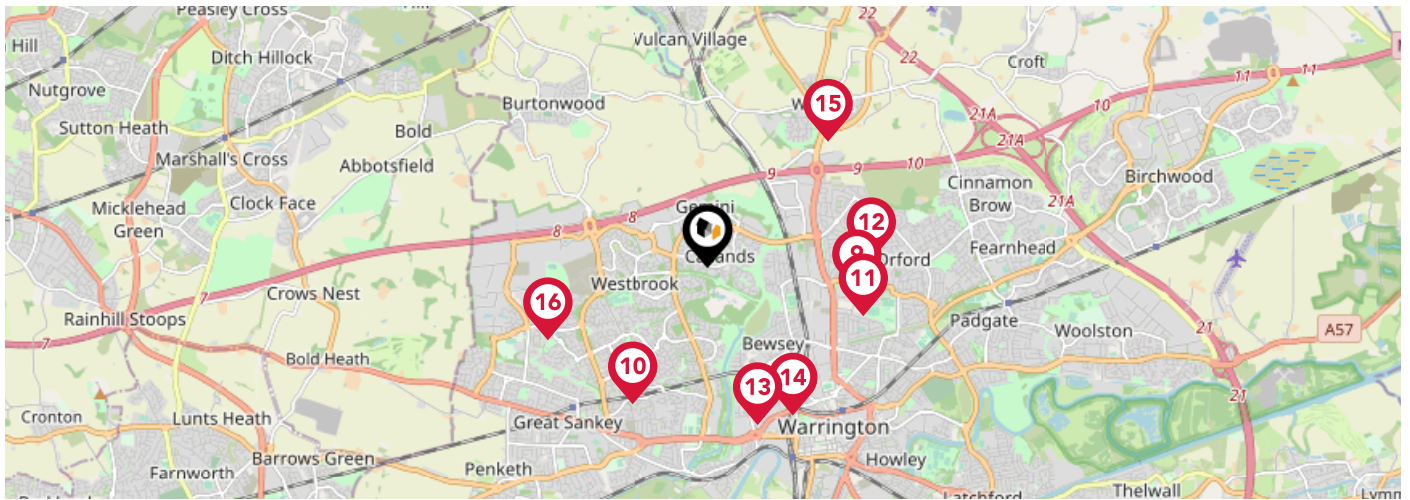 Peasley Cross
22
Hill
Ditch Hillock
Vulcan Village
22
Croft
Nutgrove
Burtonwood
15
11
11
10
Sutton Heath
Bold
21A
21A
Marshall's Cross
Abbotsfield
9
9
10
Birchwood
Micklehead
Green
Clock Face
Gemini
Cinnamon
Brow
21A
8
8
12
9
Orford
Fearnhead
Westbrook
11
Crows Nest
7
16
Rainhill Stoops
7
Padgate
Woolston
21
A57
Bewsey
Bold Heath
10
13
14
21
Cronton
Lunts Heath
Great Sankey
Warrington
Farnworth
Barrows Green
Penketh
Howley
Thelwall
Latchford